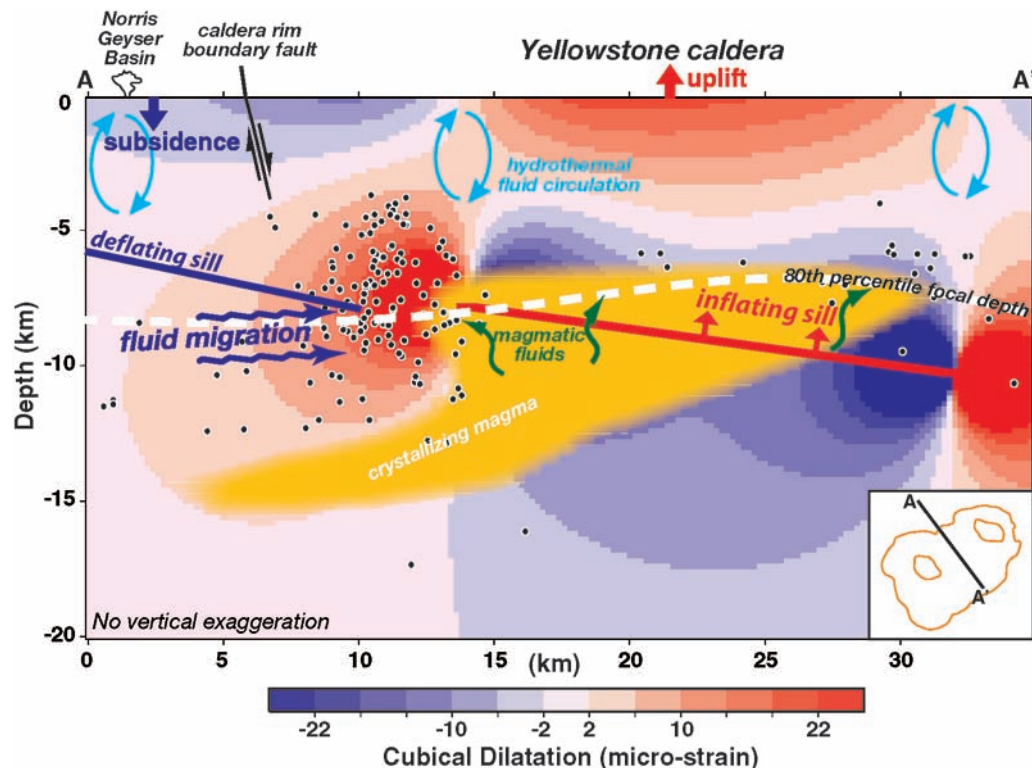 Norris
Geyser
Basin
caldera rim
boundary fault
Yellowstone caldera
A
uplift
A'
0
subsidence
hydrothermal
fluid circulation
-5
deflating sill
80th percentile focal depth
inflating sill
fluid migration
magmatic
fluids
-10
Depth (km)
crystallizing magma
-15
A
A'
No vertical exaggeration
-20
0
5
10
15
(km)
20
25
30
-22
-10
-2
2
10
22
Cubical Dilatation (micro-strain)